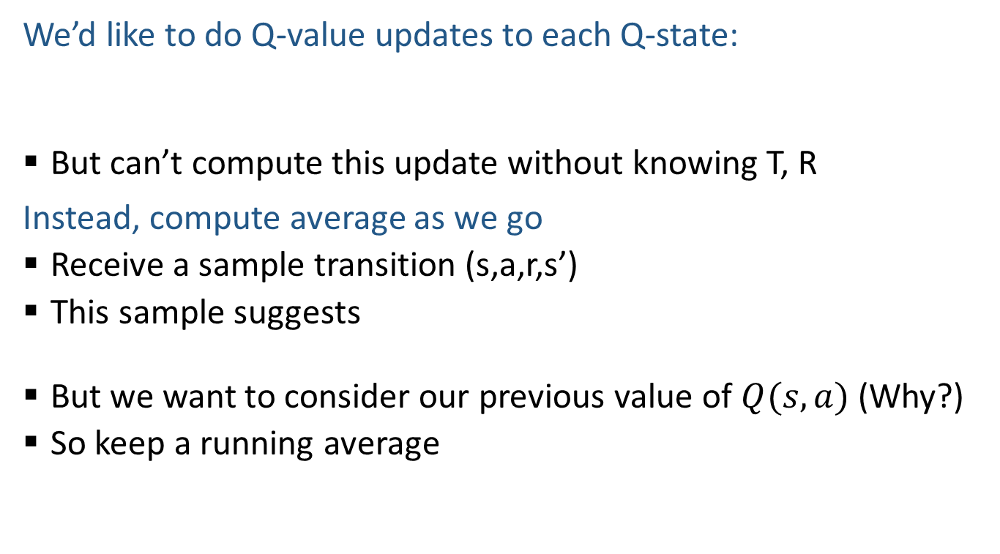 We’d like to do Q-value updates to each Q-state:
▪ But can’t compute this update without knowing T, R
Instead, compute average as we go
▪ Receive a sample transition (s,a,r,s’)
▪ This sample suggests
▪ But we want to consider our previous value of 𝑄(𝑠, 𝑎) (Why?)
▪ So keep a running average